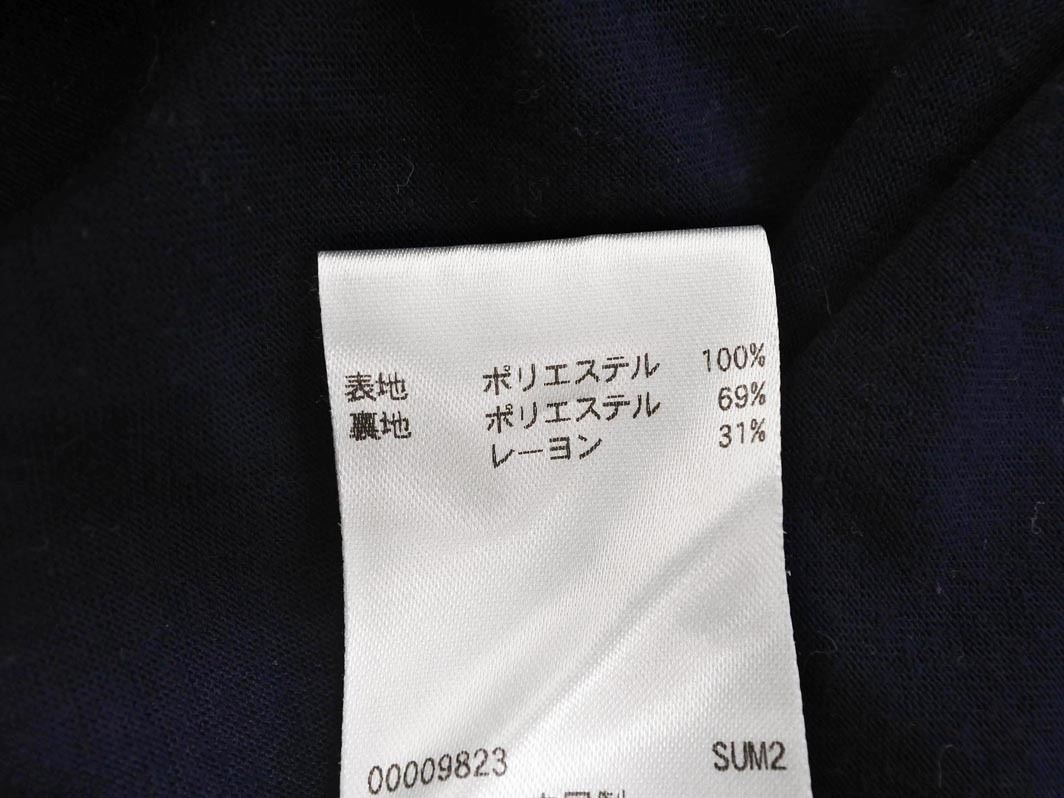 表地 ポリエステル 100%
裏地 ポリエステル 69%
レーヨン 31%
00009823 SUM2